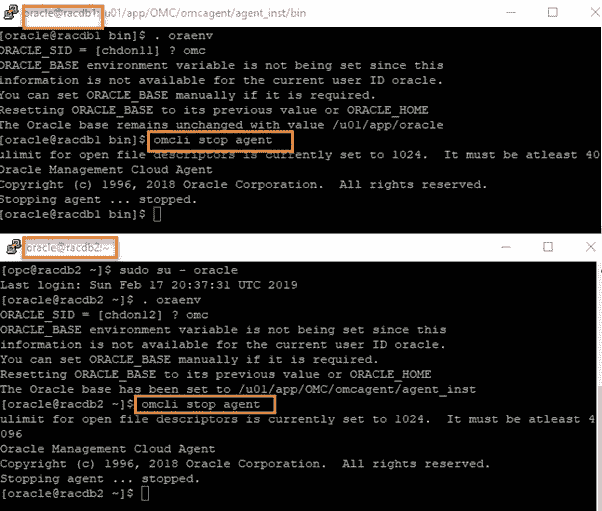 oracle@racdb1:/u01/app/OMC/omcagent/agent_inst/bin
[oracle@racdb1 bin]$ . oraenv
ORACLE_SID = [chdon11] ? omc
ORACLE_BASE environment variable is not being set since this
information is not available for the current user ID oracle.
You can set ORACLE_BASE manually if it is required.
Resetting ORACLE_BASE to its previous value or ORACLE_HOME
The Oracle base remains unchanged with value /u01/app/oracle
[oracle@racdb1 bin]$ omcli stop agent
ulimit for open file descriptors is currently set to 1024.  It must be atleast 40
Oracle Management Cloud Agent
Copyright (c) 1996, 2018 Oracle Corporation.  All rights reserved.
Stopping agent ... stopped.
[oracle@racdb1 bin]$
oracle@racdb2:~
[opc@racdb2 ~]$ sudo su - oracle
Last login: Sun Feb 17 20:37:31 UTC 2019
[oracle@racdb2 ~]$ . oraenv
ORACLE_SID = [chdon12] ? omc
ORACLE_BASE environment variable is not being set since this
information is not available for the current user ID oracle.
You can set ORACLE_BASE manually if it is required.
Resetting ORACLE_BASE to its previous value or ORACLE_HOME
The Oracle base has been set to /u01/app/OMC/omcagent/agent_inst
[oracle@racdb2 ~]$ omcli stop agent
ulimit for open file descriptors is currently set to 1024.  It must be atleast 4
096
Oracle Management Cloud Agent
Copyright (c) 1996, 2018 Oracle Corporation.  All rights reserved.
Stopping agent ... stopped.
[oracle@racdb2 ~]$